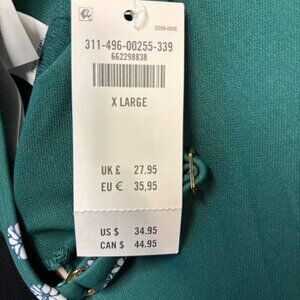 5559-0006
311-496-00255-339
662298838
X LARGE
UK £ 27.95
EU € 35,95
US $ 34.95
CAN $ 44.95